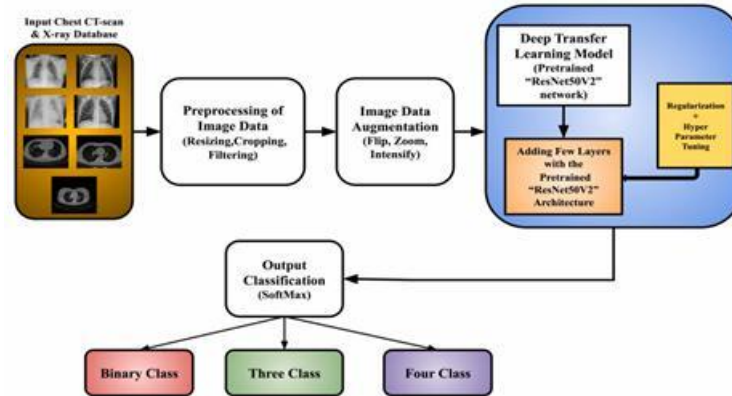 Input Chest CT-scan
& X-ray Database
Preprocessing of
Image Data
(Resizing,Cropping,
Filtering)
Image Data
Augmentation
(Flip, Zoom,
Intensify)
Deep Transfer
Learning Model
(Pretrained
“ResNet50V2”
network)
Regularization
+
Hyper
Parameter
Tuning
Adding Few Layers
with the
Pretrained
“ResNet50V2”
Architecture
Output
Classification
(SoftMax)
Binary Class
Three Class
Four Class